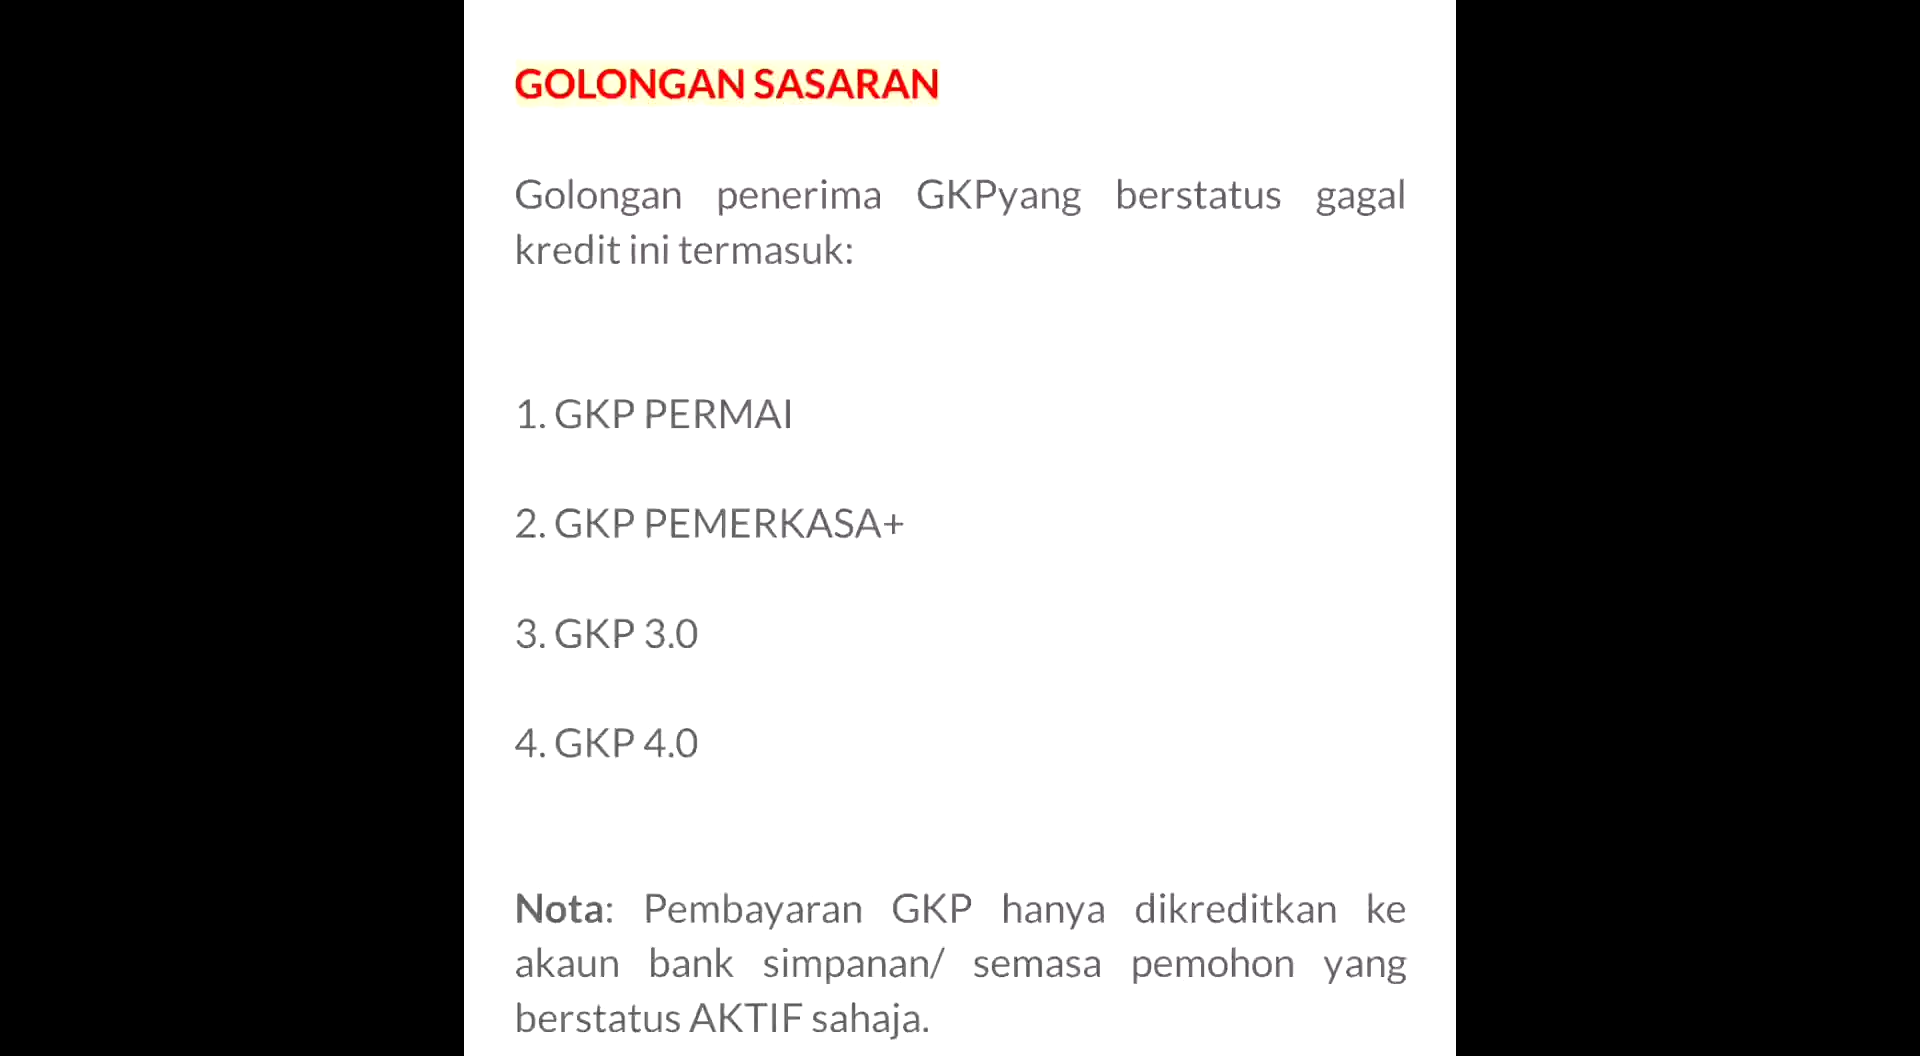 GOLONGAN SASARAN
Golongan penerima GKPyang berstatus gagal
kredit ini termasuk:
1. GKP PERMAI
2. GKP PEMERKASA+
3. GKP 3.0
4. GKP 4.0
Nota: Pembayaran GKP hanya dikreditkan ke
akaun bank simpanan/ semasa pemohon yang
berstatus AKTIF sahaja.